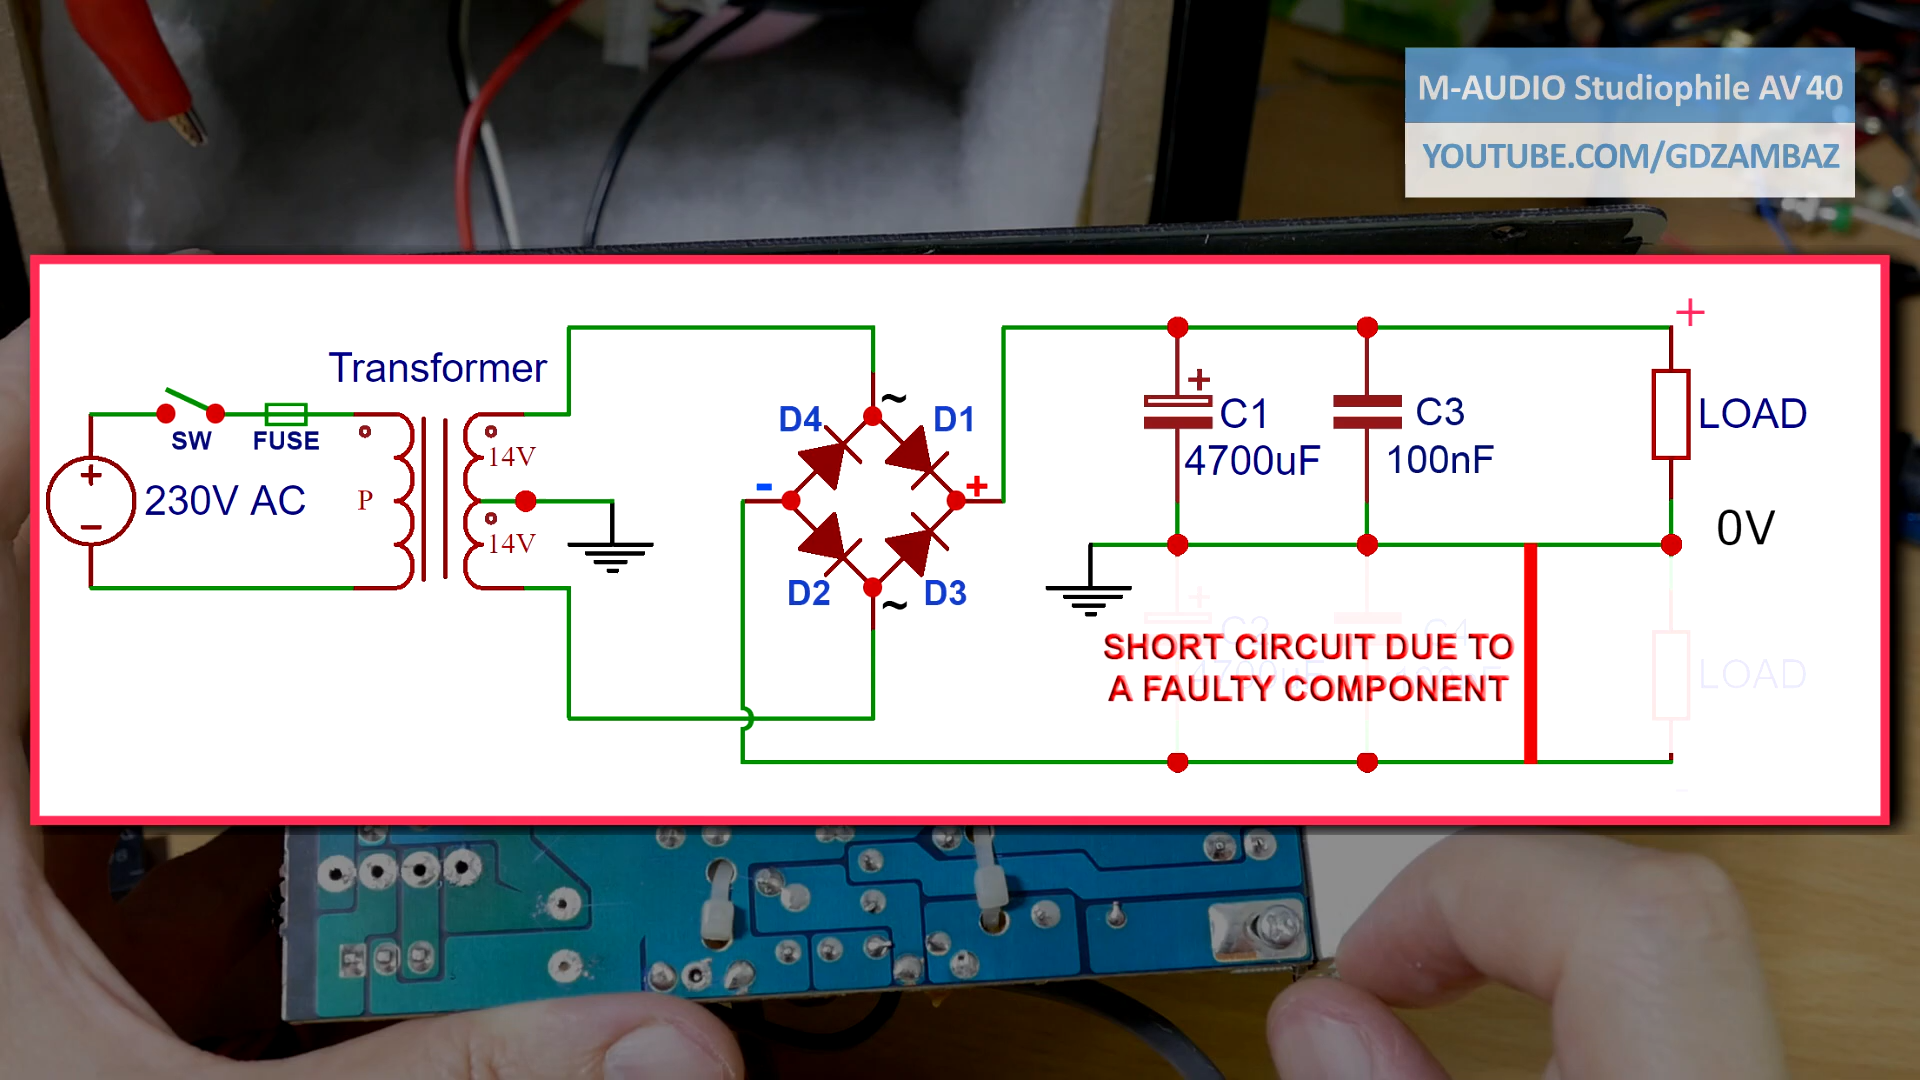 M-AUDIO Studiophile AV 40
YOUTUBE.COM/GDZAMBAZ
Transformer
SW
FUSE
230V AC
P
14V
14V
D4
D1
D2
D3
~
~
-
+
+
C1
4700uF
C3
100nF
+
LOAD
0V
SHORT CIRCUIT DUE TO
A FAULTY COMPONENT
LOAD